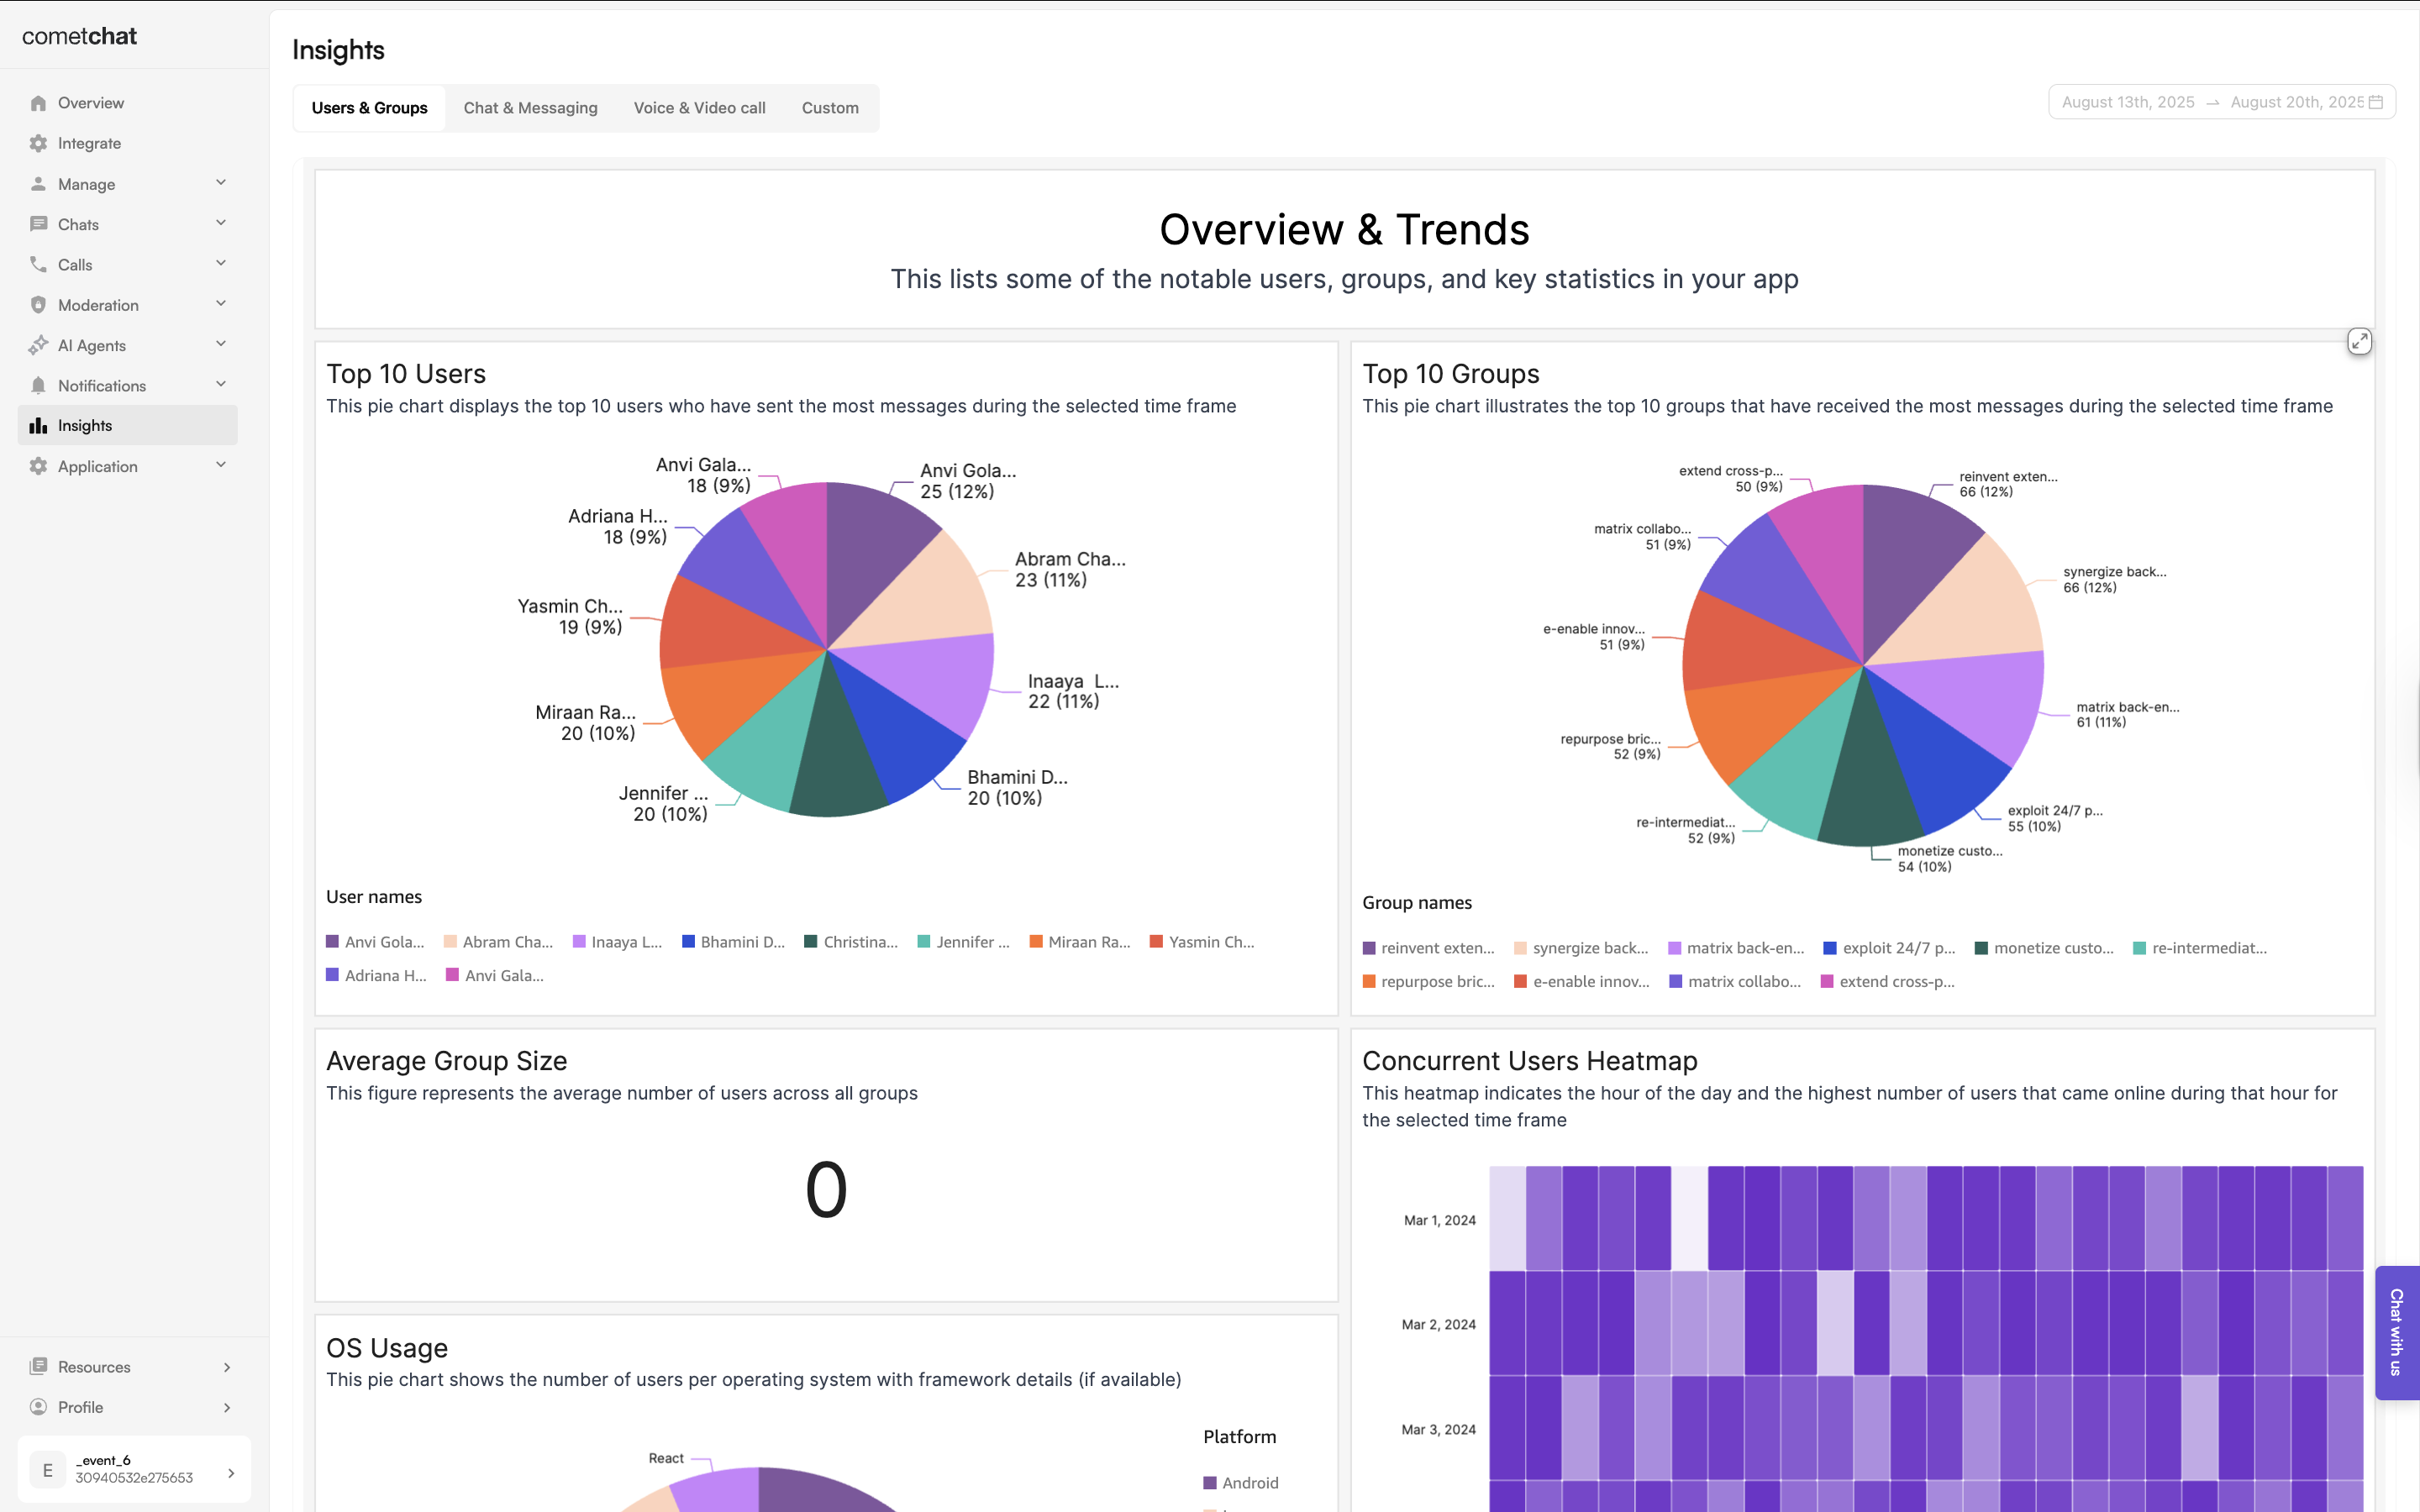 cometchat
Overview
Integrate
Manage
Chats
Calls
Moderation
AI Agents
Notifications
Insights
Application
Resources
Profile
E
_event_6
30940532e275653
Insights
Users & Groups
Chat & Messaging
Voice & Video call
Custom
August 13th, 2025 → August 20th, 2025
Overview & Trends
This lists some of the notable users, groups, and key statistics in your app
Top 10 Users
This pie chart displays the top 10 users who have sent the most messages during the selected time frame
Anvi Gala...
18 (9%)
Anvi Gola...
25 (12%)
Adriana H...
18 (9%)
Abram Cha...
23 (11%)
Yasmin Ch...
19 (9%)
Inaaya L...
22 (11%)
Miraan Ra...
20 (10%)
Bhamini D...
20 (10%)
Jennifer ...
20 (10%)
User names
Anvi Gola...
Abram Cha...
Inaaya L...
Bhamini D...
Christina...
Jennifer ...
Miraan Ra...
Yasmin Ch...
Adriana H...
Anvi Gala...
Top 10 Groups
This pie chart illustrates the top 10 groups that have received the most messages during the selected time frame
extend cross-p...
50 (9%)
reinvent exten...
66 (12%)
matrix collabo...
51 (9%)
synergize back...
66 (12%)
e-enable innov...
51 (9%)
matrix back-en...
61 (11%)
repurpose bric...
52 (9%)
exploit 24/7 p...
55 (10%)
re-intermediat...
52 (9%)
monetize custo...
54 (10%)
Group names
reinvent exten...
synergize back...
matrix back-en...
exploit 24/7 p...
monetize custo...
re-intermediat...
repurpose bric...
e-enable innov...
matrix collabo...
extend cross-p...
Average Group Size
This figure represents the average number of users across all groups
0
OS Usage
This pie chart shows the number of users per operating system with framework details (if available)
React
Platform
Android
Concurrent Users Heatmap
This heatmap indicates the hour of the day and the highest number of users that came online during that hour for
the selected time frame
Mar 1, 2024
Mar 2, 2024
Mar 3, 2024
Chat with us